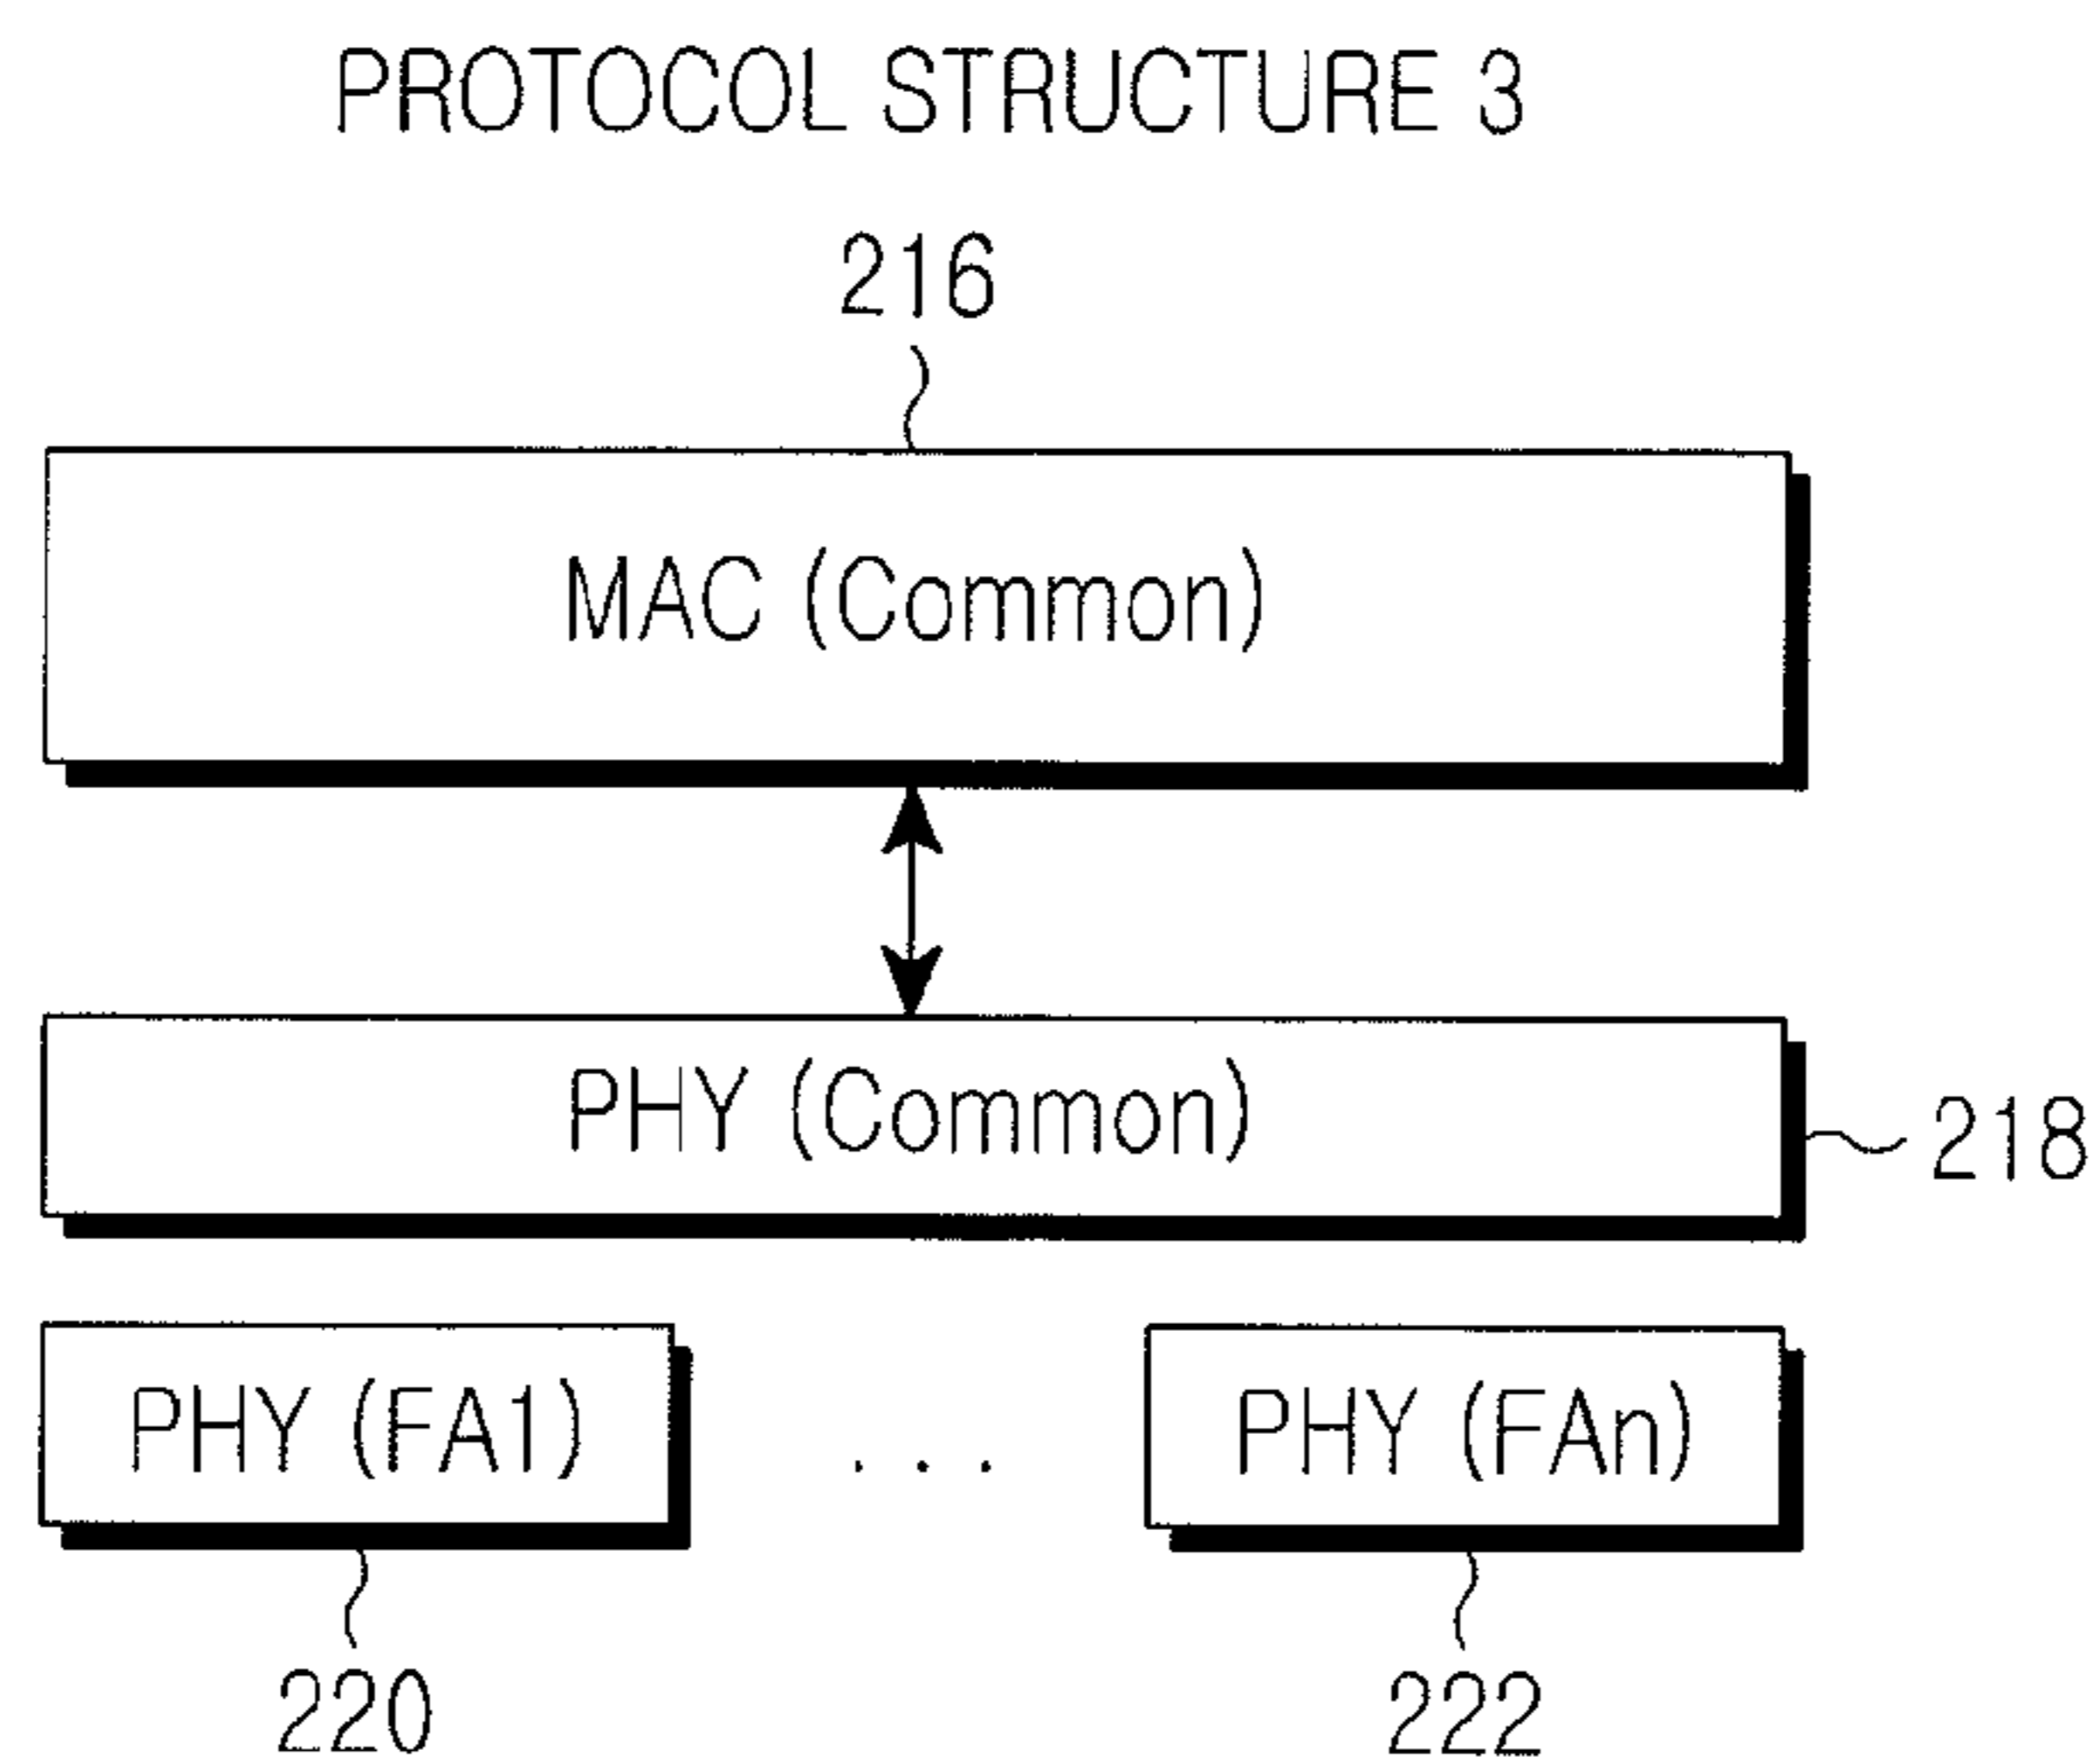 PROTOCOL STRUCTURE 3
216
MAC (Common)
PHY (Common)
218
PHY (FA1)
. . .
PHY (FAn)
220
222